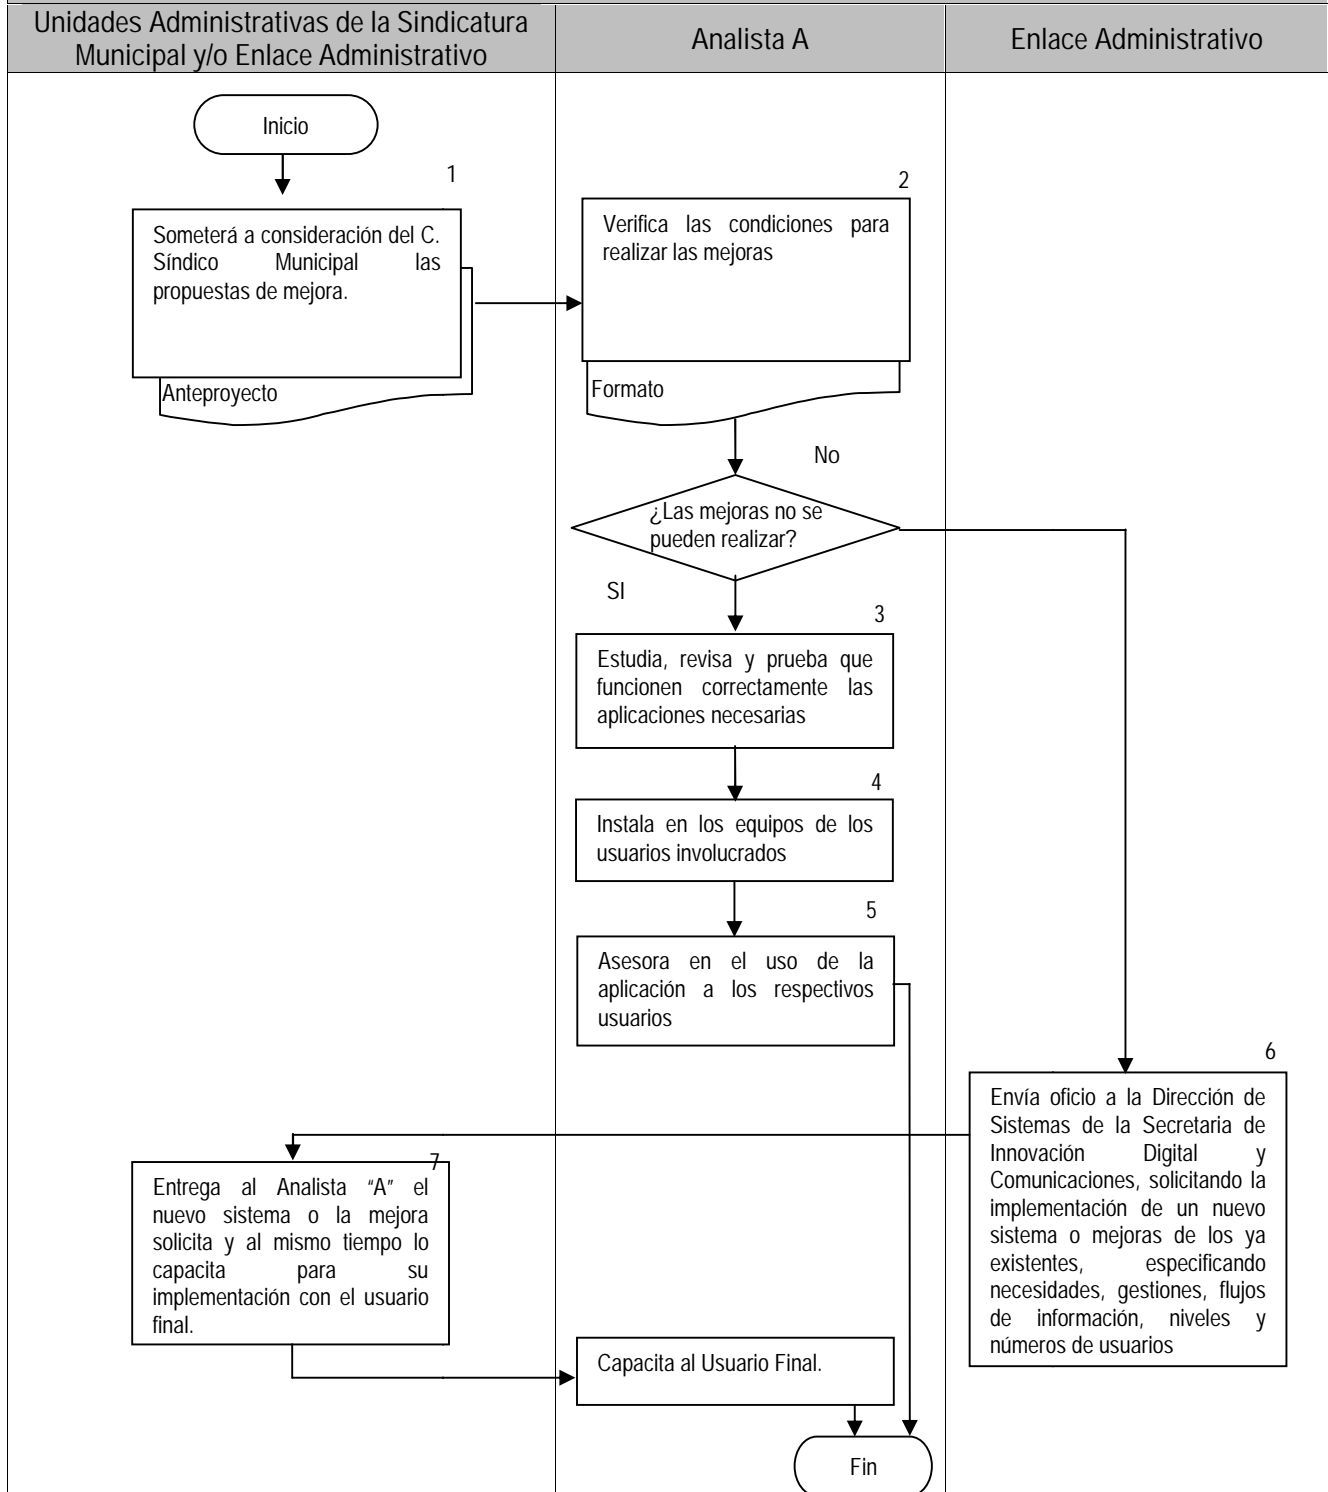 Unidades Administrativas de la Sindicatura
Municipal y/o Enlace Administrativo
Analista A
Enlace Administrativo
Inicio
1
Someterá a consideración del C.
Síndico Municipal las
propuestas de mejora.
Anteproyecto
2
Verifica las condiciones para
realizar las mejoras
Formato
No
¿Las mejoras no se
pueden realizar?
SI
3
Estudia, revisa y prueba que
funcionen correctamente las
aplicaciones necesarias
4
Instala en los equipos de los
usuarios involucrados
5
Asesora en el uso de la
aplicación a los respectivos
usuarios
6
Envía oficio a la Dirección de
Sistemas de la Secretaria de
Innovación Digital y
Comunicaciones, solicitando la
implementación de un nuevo
sistema o mejoras de los ya
existentes, especificando
necesidades, gestiones, flujos
de información, niveles y
números de usuarios
7
Entrega al Analista “A” el
nuevo sistema o la mejora
solicita y al mismo tiempo lo
capacita para su
implementación con el usuario
final.
Capacita al Usuario Final.
Fin